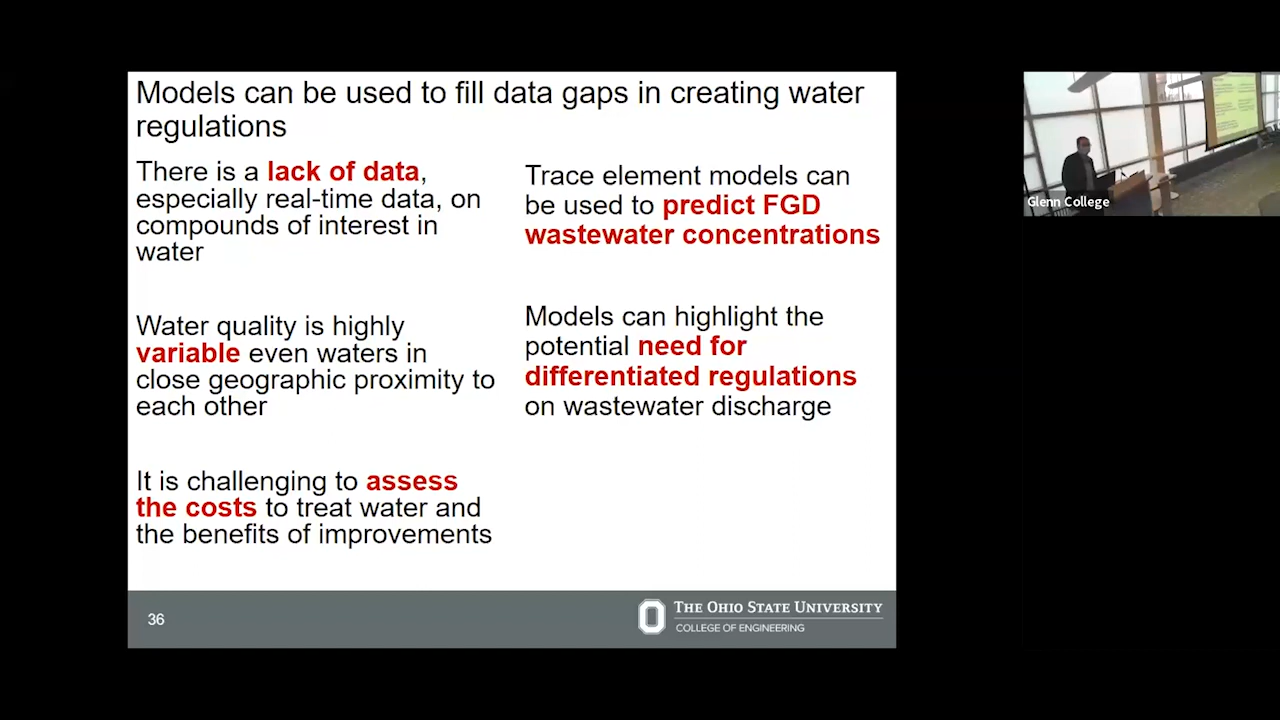 Models can be used to fill data gaps in creating water
regulations
There is a lack of data,
especially real-time data, on
compounds of interest in
water
Water quality is highly
variable even waters in
close geographic proximity to
each other
It is challenging to assess
the costs to treat water and
the benefits of improvements
Trace element models can
be used to predict FGD
wastewater concentrations
Models can highlight the
potential need for
differentiated regulations
on wastewater discharge
36
THE OHIO STATE UNIVERSITY
COLLEGE OF ENGINEERING
Glenn College